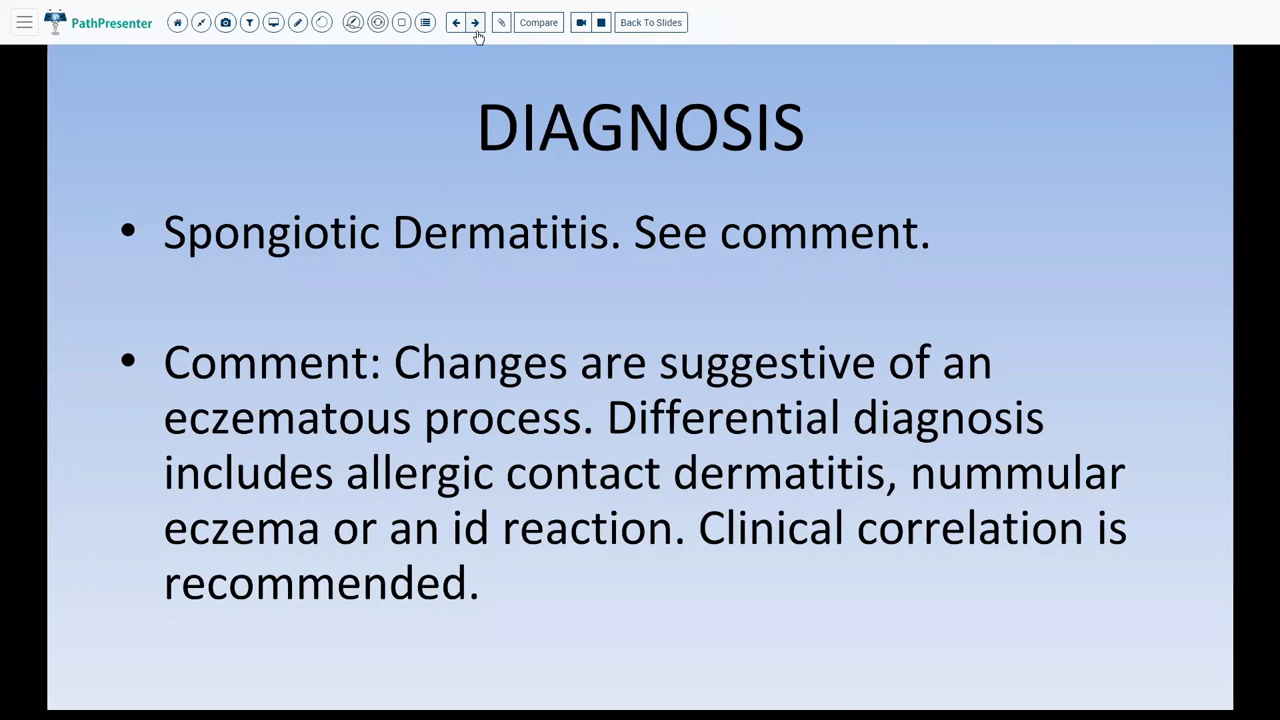 PathPresenter
Compare
Back To Slides
DIAGNOSIS
• Spongiotic Dermatitis. See comment.
• Comment: Changes are suggestive of an
eczematous process. Differential diagnosis
includes allergic contact dermatitis, nummular
eczema or an id reaction. Clinical correlation is
recommended.